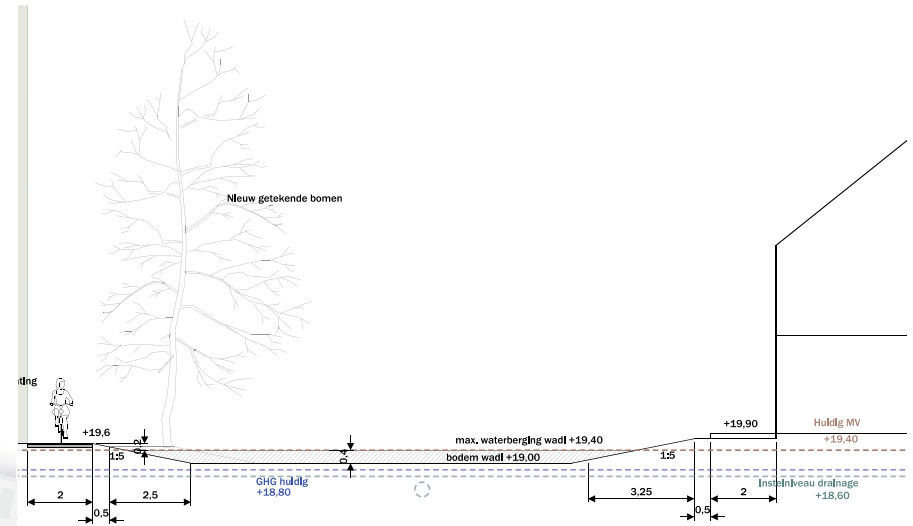 Nieuw getekende bomen
+19,6
0,2
1:5
0,4
max. waterberging wadi +19,40
bodem wadi +19,00
1:5
+19,90
Huidig MV
+19,40
GHG huidig
+18,80
Instelniveau drainage
+18,60
2
0,5
2,5
3,25
0,5
2